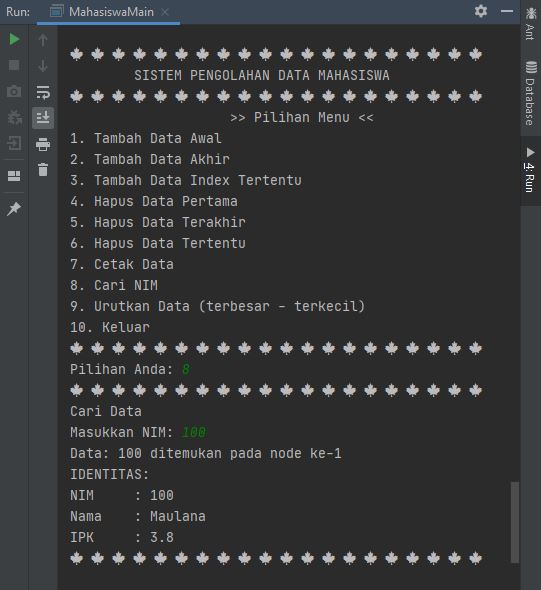 Run: MahasiswaMain
SISTEM PENGOLAHAN DATA MAHASISWA
>> Pilihan Menu <<
1. Tambah Data Awal
2. Tambah Data Akhir
3. Tambah Data Index Tertentu
4. Hapus Data Pertama
5. Hapus Data Terakhir
6. Hapus Data Tertentu
7. Cetak Data
8. Cari NIM
9. Urutkan Data (terbesar - terkecil)
10. Keluar
Pilihan Anda: 8
Cari Data
Masukkan NIM: 100
Data: 100 ditemukan pada node ke-1
IDENTITAS:
NIM : 100
Nama : Maulana
IPK : 3.8
Ant
Database
4: Run